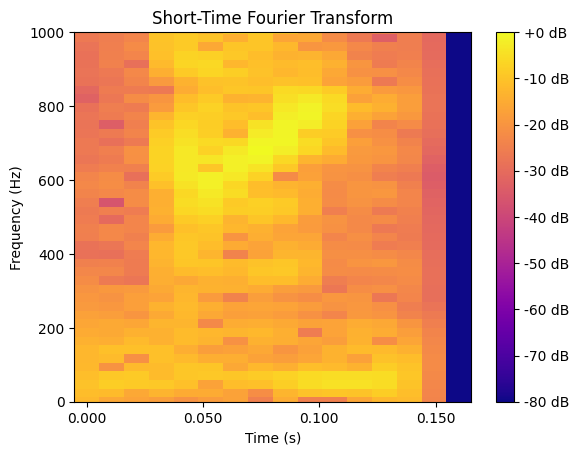 Short-Time Fourier Transform
1000
800
600
400
200
0
Frequency (Hz)
0.000
0.050
0.100
0.150
Time (s)
+0 dB
-10 dB
-20 dB
-30 dB
-40 dB
-50 dB
-60 dB
-70 dB
-80 dB